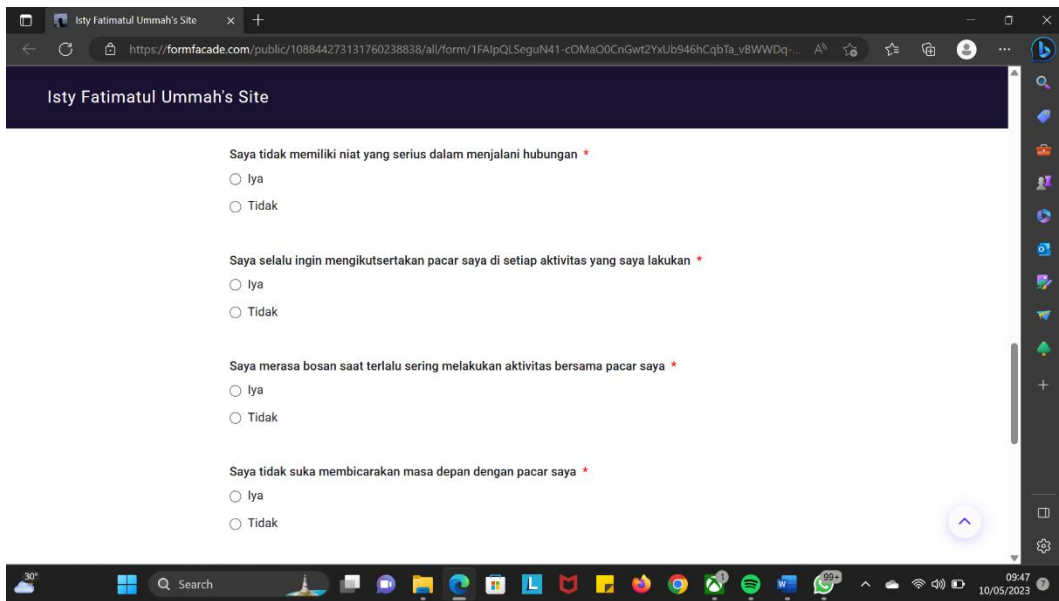 Isty Fatimatul Ummah's Site
https://formfacade.com/public/108844273131760238838/all/form/1FAIpQLSeguN41-cOMaO0CnGwt2YxUb946hCqbTa_vBWWDq-...
Isty Fatimatul Ummah's Site
Saya tidak memiliki niat yang serius dalam menjalani hubungan *
Iya
Tidak
Saya selalu ingin mengikutsertakan pacar saya di setiap aktivitas yang saya lakukan *
Iya
Tidak
Saya merasa bosan saat terlalu sering melakukan aktivitas bersama pacar saya *
Iya
Tidak
Saya tidak suka membicarakan masa depan dengan pacar saya *
Iya
Tidak
30°
Search
99+
09:47
10/05/2023
7